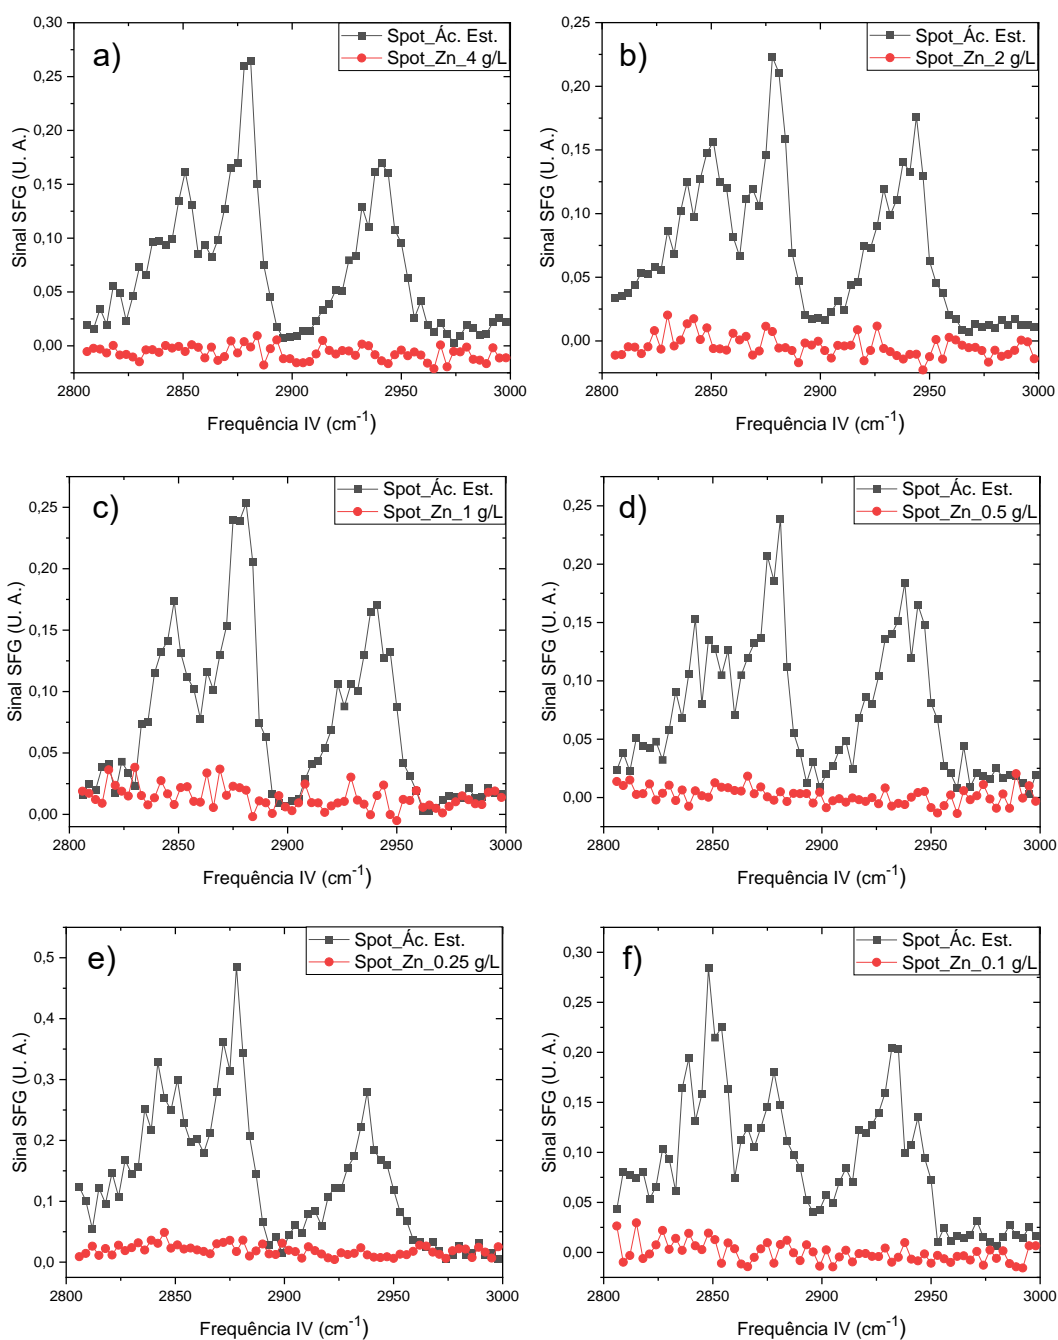 a)
Spot_Ác. Est.
Spot_Zn_4 g/L
Sinal SFG (U. A.)
0,30
0,25
0,20
0,15
0,10
0,05
0,00
2800 2850 2900 2950 3000
Frequência IV (cm-1)
b)
Spot_Ác. Est.
Spot_Zn_2 g/L
Sinal SFG (U. A.)
0,25
0,20
0,15
0,10
0,05
0,00
2800 2850 2900 2950 3000
Frequência IV (cm-1)
c)
Spot_Ác. Est.
Spot_Zn_1 g/L
Sinal SFG (U. A.)
0,25
0,20
0,15
0,10
0,05
0,00
2800 2850 2900 2950 3000
Frequência IV (cm-1)
d)
Spot_Ác. Est.
Spot_Zn_0.5 g/L
Sinal SFG (U. A.)
0,25
0,20
0,15
0,10
0,05
0,00
2800 2850 2900 2950 3000
Frequência IV (cm-1)
e)
Spot_Ác. Est.
Spot_Zn_0.25 g/L
Sinal SFG (U. A.)
0,5
0,4
0,3
0,2
0,1
0,0
2800 2850 2900 2950 3000
Frequência IV (cm-1)
f)
Spot_Ác. Est.
Spot_Zn_0.1 g/L
Sinal SFG (U. A.)
0,30
0,25
0,20
0,15
0,10
0,05
0,00
2800 2850 2900 2950 3000
Frequência IV (cm-1)